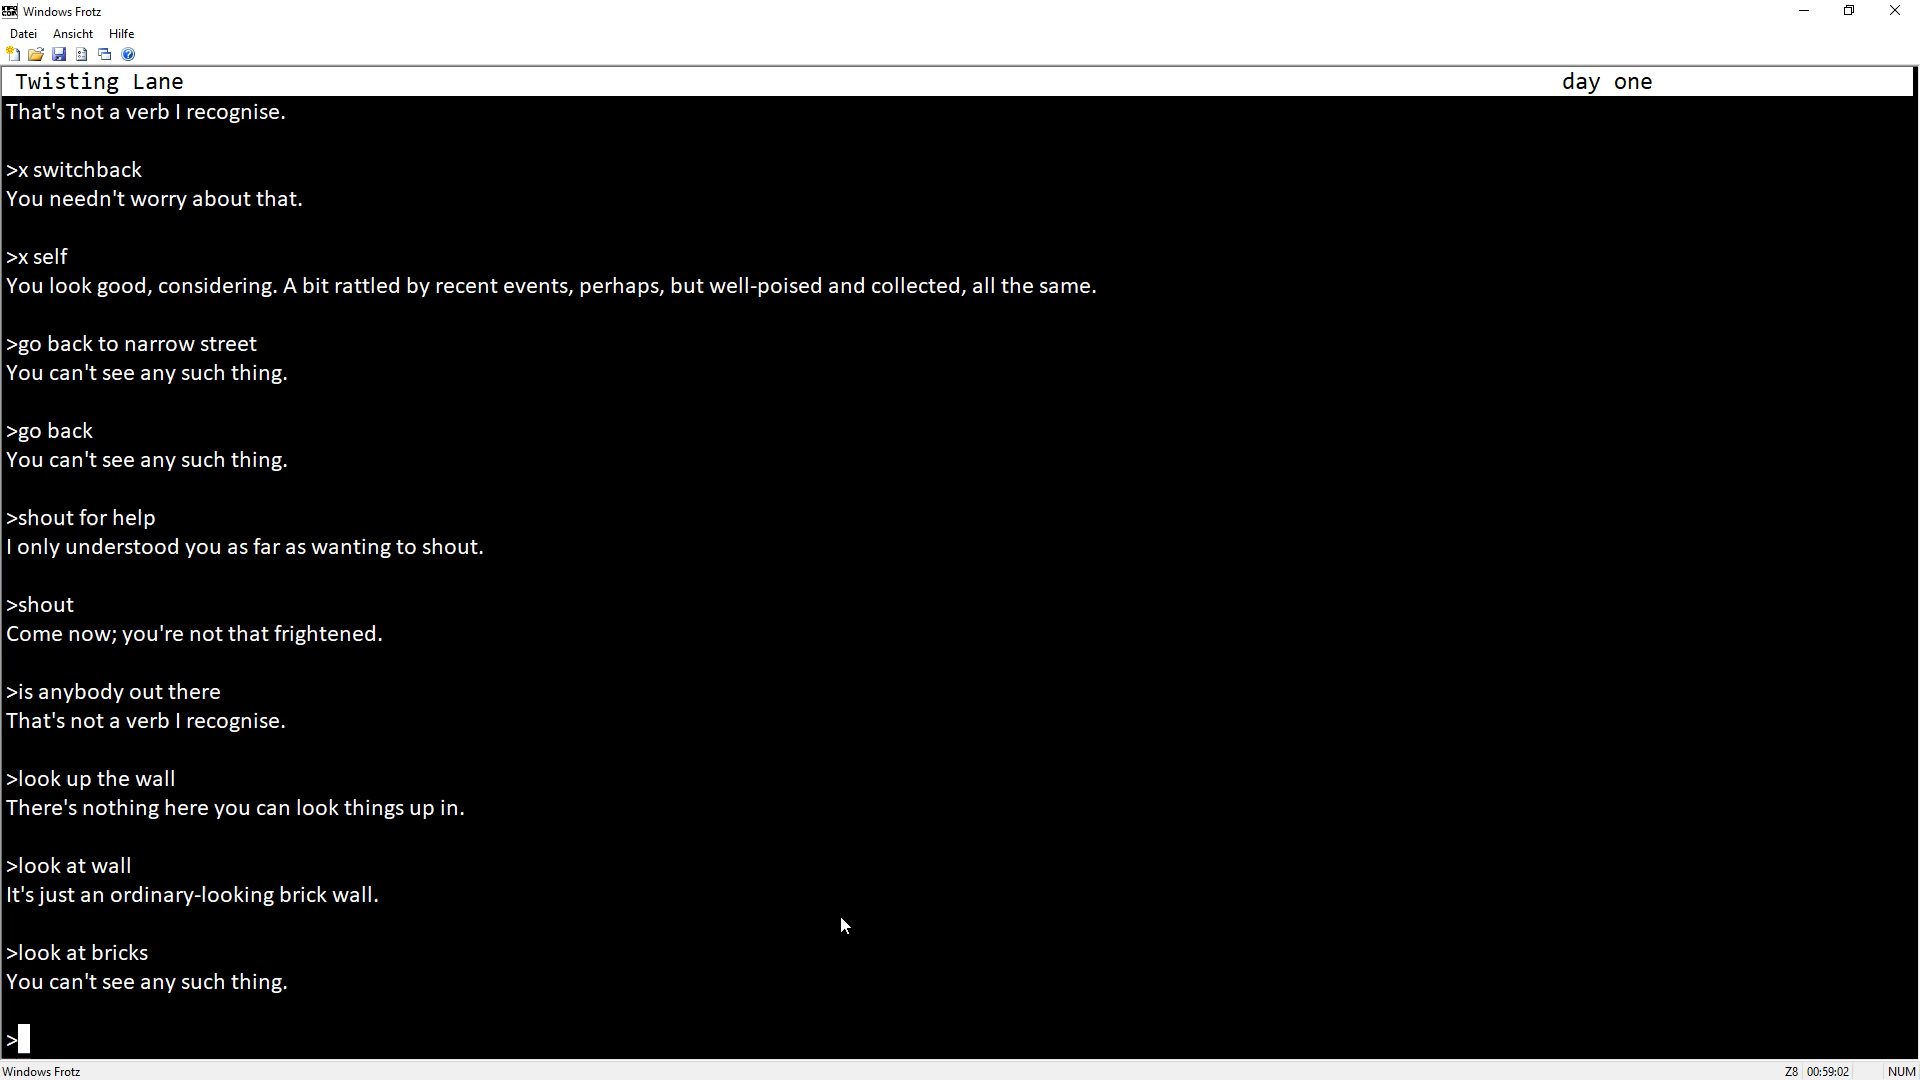 Windows Frotz
Datei Ansicht Hilfe
Twisting Lane day one
That's not a verb I recognise.
>x switchback
You needn't worry about that.
>x self
You look good, considering. A bit rattled by recent events, perhaps, but well-poised and collected, all the same.
>go back to narrow street
You can't see any such thing.
>go back
You can't see any such thing.
>shout for help
I only understood you as far as wanting to shout.
>shout
Come now; you're not that frightened.
>is anybody out there
That's not a verb I recognise.
>look up the wall
There's nothing here you can look things up in.
>look at wall
It's just an ordinary-looking brick wall.
>look at bricks
You can't see any such thing.
>
Windows Frotz Z8 00:59:02 NUM